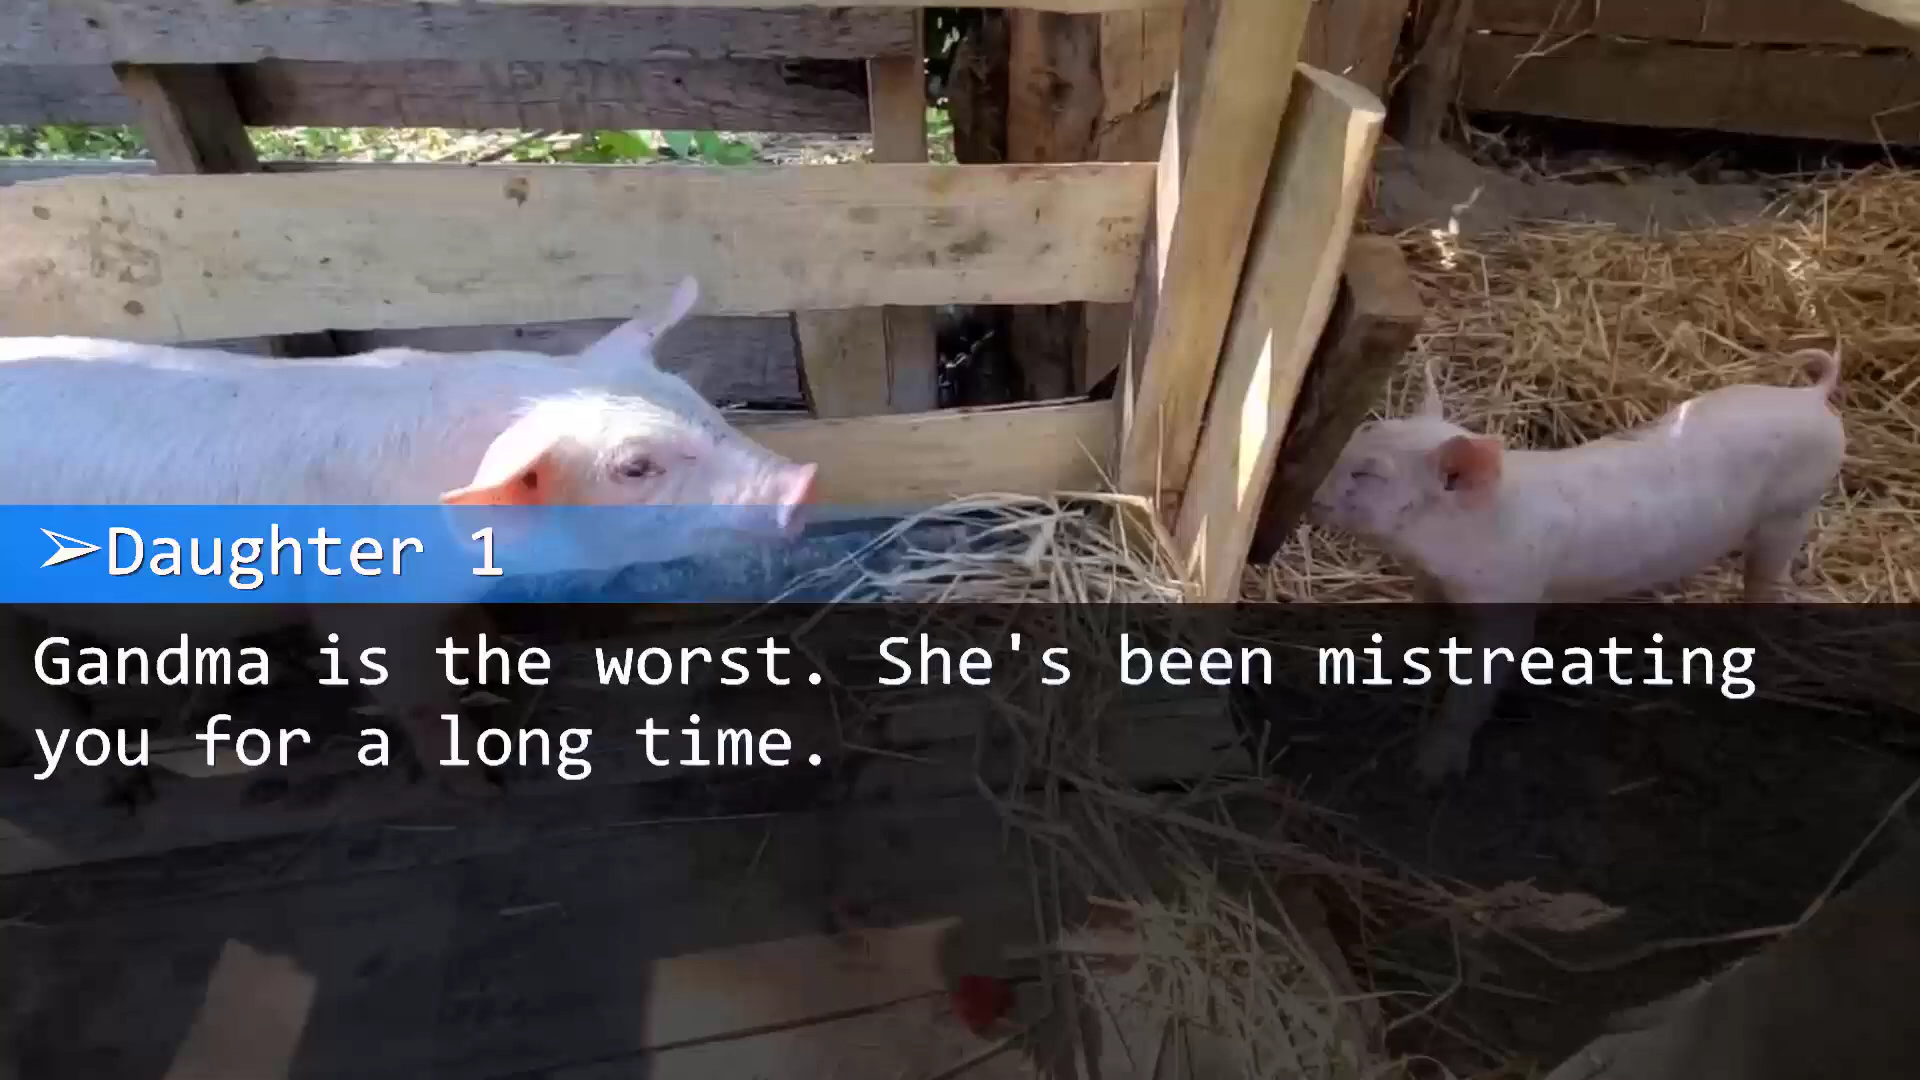 ➢Daughter 1
Gandma is the worst. She's been mistreating
you for a long time.